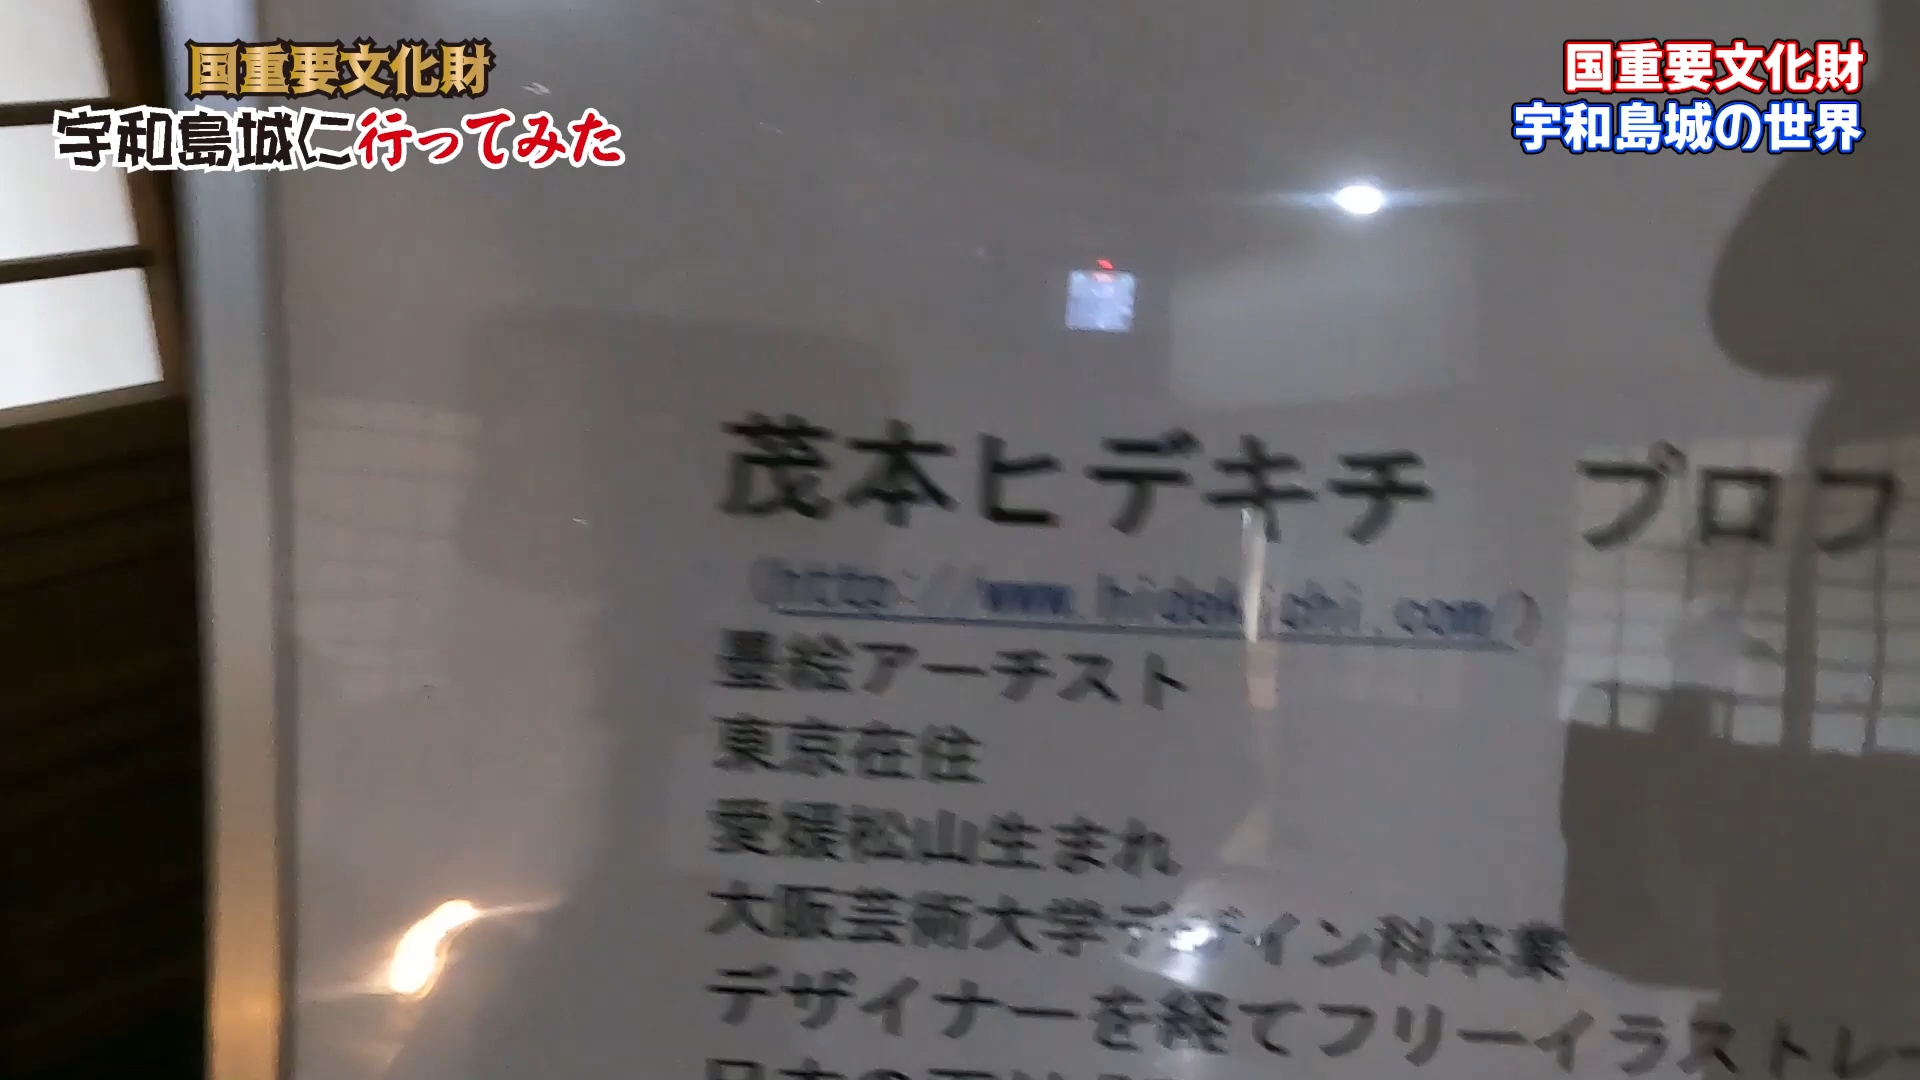 国重要文化財
宇和島城に行ってみた
国重要文化財
宇和島城の世界
茂本ヒデキチ プロフ
(http://www.hidekichi.com/)
墨絵アーチスト
東京在住
愛媛松山生まれ
大阪芸術大学デザイン科卒業
デザイナーを経てフリーイラストレー